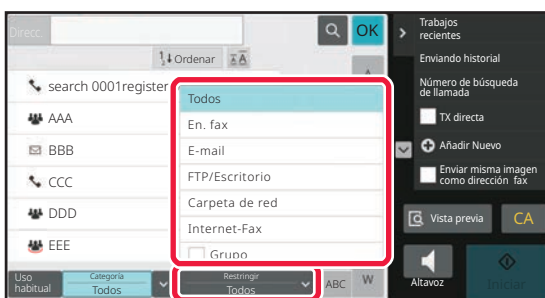 Direcc.
OK
Ordenar
search 0001register
AAA
BBB
CCC
DDD
EEE
Todos
En. fax
E-mail
FTP/Escritorio
Carpeta de red
Internet-Fax
Grupo
Uso habitual
Categoría
Todos
Restringir
Todos
ABC
W
Trabajos
recientes
Enviando historial
Número de búsqueda
de llamada
TX directa
Añadir Nuevo
Enviar misma imagen
como dirección fax
Vista previa
CA
Altavoz
Iniciar